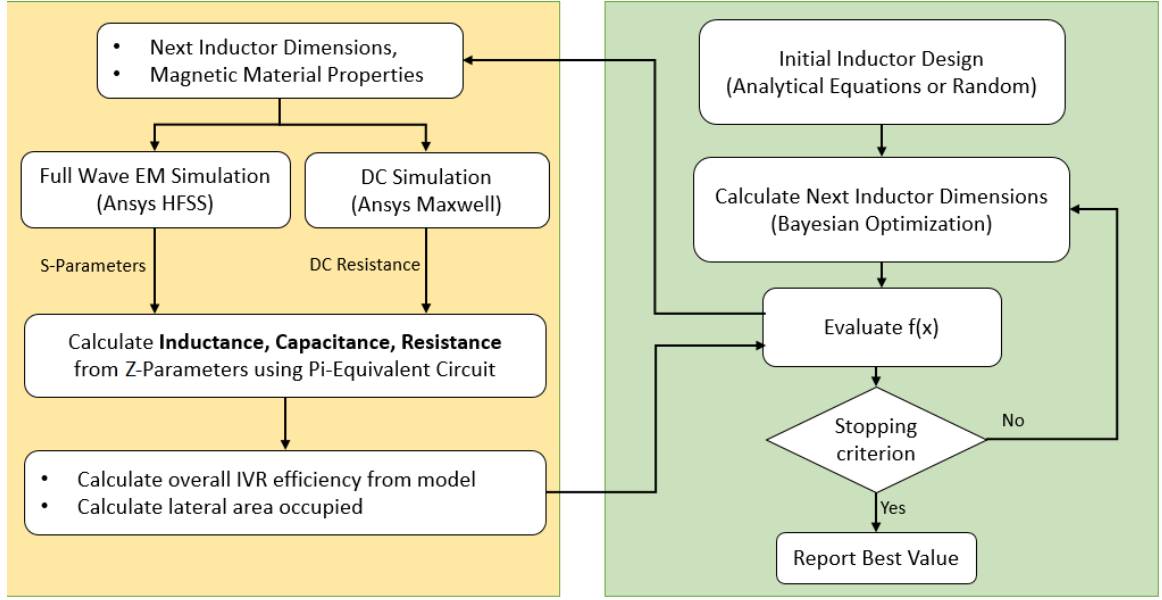 • Next Inductor Dimensions,
• Magnetic Material Properties
Full Wave EM Simulation
(Ansys HFSS)
DC Simulation
(Ansys Maxwell)
S-Parameters
DC Resistance
Calculate Inductance, Capacitance, Resistance
from Z-Parameters using Pi-Equivalent Circuit
• Calculate overall IVR efficiency from model
• Calculate lateral area occupied
Initial Inductor Design
(Analytical Equations or Random)
Calculate Next Inductor Dimensions
(Bayesian Optimization)
Evaluate f(x)
Stopping
criterion
No
Yes
Report Best Value